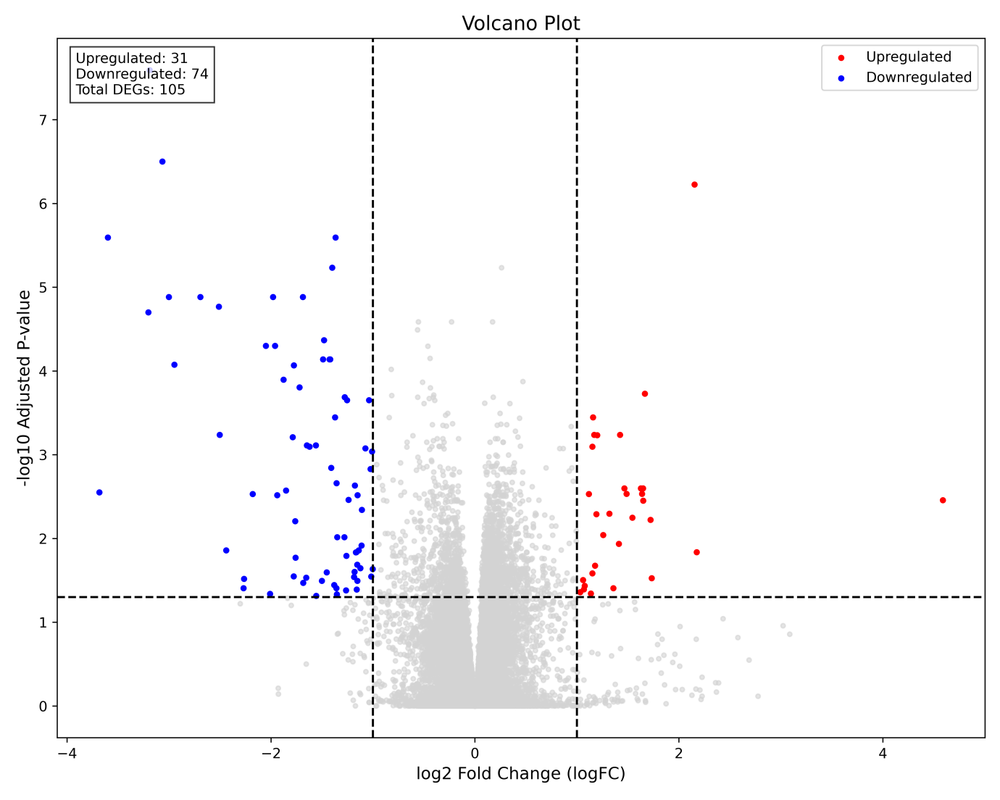 Volcano Plot
Upregulated: 31
Downregulated: 74
Total DEGs: 105
Upregulated
Downregulated
-log10 Adjusted P-value
7
6
5
4
3
2
1
0
−4
−2
0
2
4
log2 Fold Change (logFC)